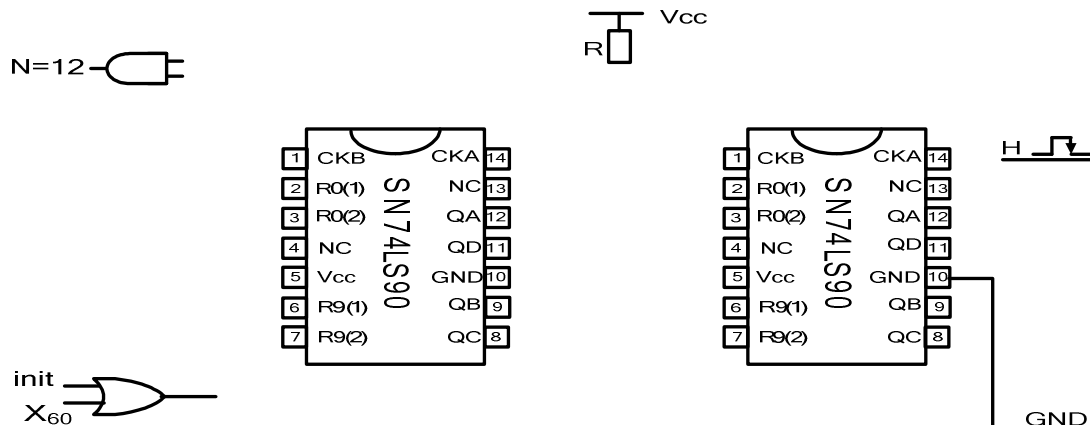 Vcc
R
N=12
H
1 CKB CKA 14
2 R0(1) NC 13
3 R0(2) QA 12
4 NC QD 11
5 Vcc GND 10
6 R9(1) QB 9
7 R9(2) QC 8
SN74LS90
1 CKB CKA 14
2 R0(1) NC 13
3 R0(2) QA 12
4 NC QD 11
5 Vcc GND 10
6 R9(1) QB 9
7 R9(2) QC 8
SN74LS90
init
X60
GND